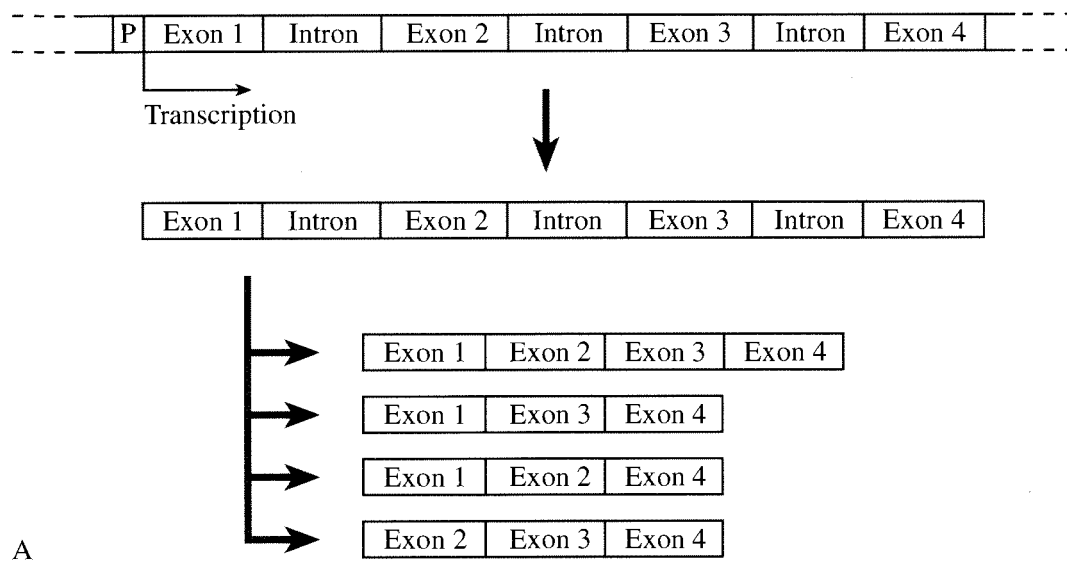 P Exon 1 Intron Exon 2 Intron Exon 3 Intron Exon 4
Transcription
Exon 1 Intron Exon 2 Intron Exon 3 Intron Exon 4
Exon 1 Exon 2 Exon 3 Exon 4
Exon 1 Exon 3 Exon 4
Exon 1 Exon 2 Exon 4
Exon 2 Exon 3 Exon 4
A